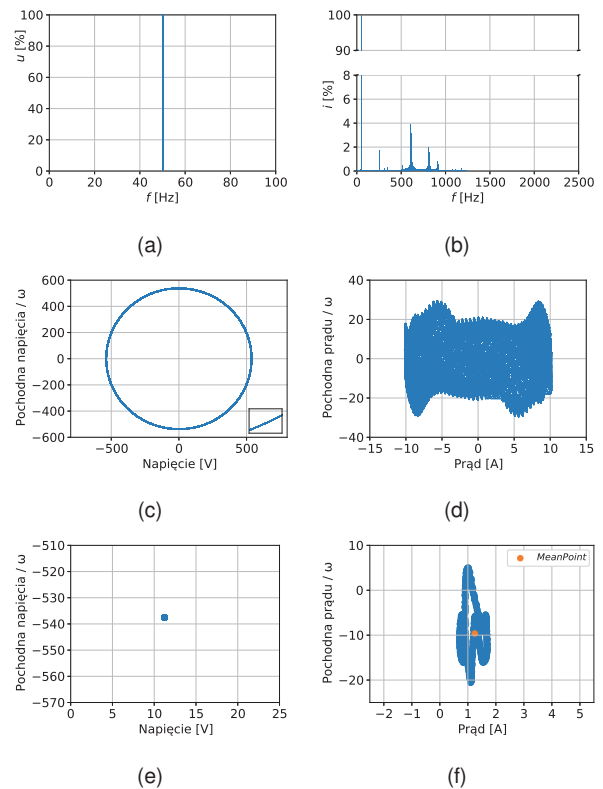 100
80
60
40
20
0
u [%]
0 20 40 60 80 100
f [Hz]
(a)
100
90
8
6
4
2
0
i [%]
0 500 1000 1500 2000 2500
f [Hz]
(b)
600
400
200
0
−200
−400
−600
Pochodna napięcia / ω
−500 0 500
Napięcie [V]
(c)
40
20
0
−20
−40
Pochodna prądu / ω
−15 −10 −5 0 5 10 15
Prąd [A]
(d)
−510
−520
−530
−540
−550
−560
−570
Pochodna napięcia / ω
0 5 10 15 20 25
Napięcie [V]
(e)
10
0
−10
−20
Pochodna prądu / ω
MeanPoint
−2 −1 0 1 2 3 4 5
Prąd [A]
(f)